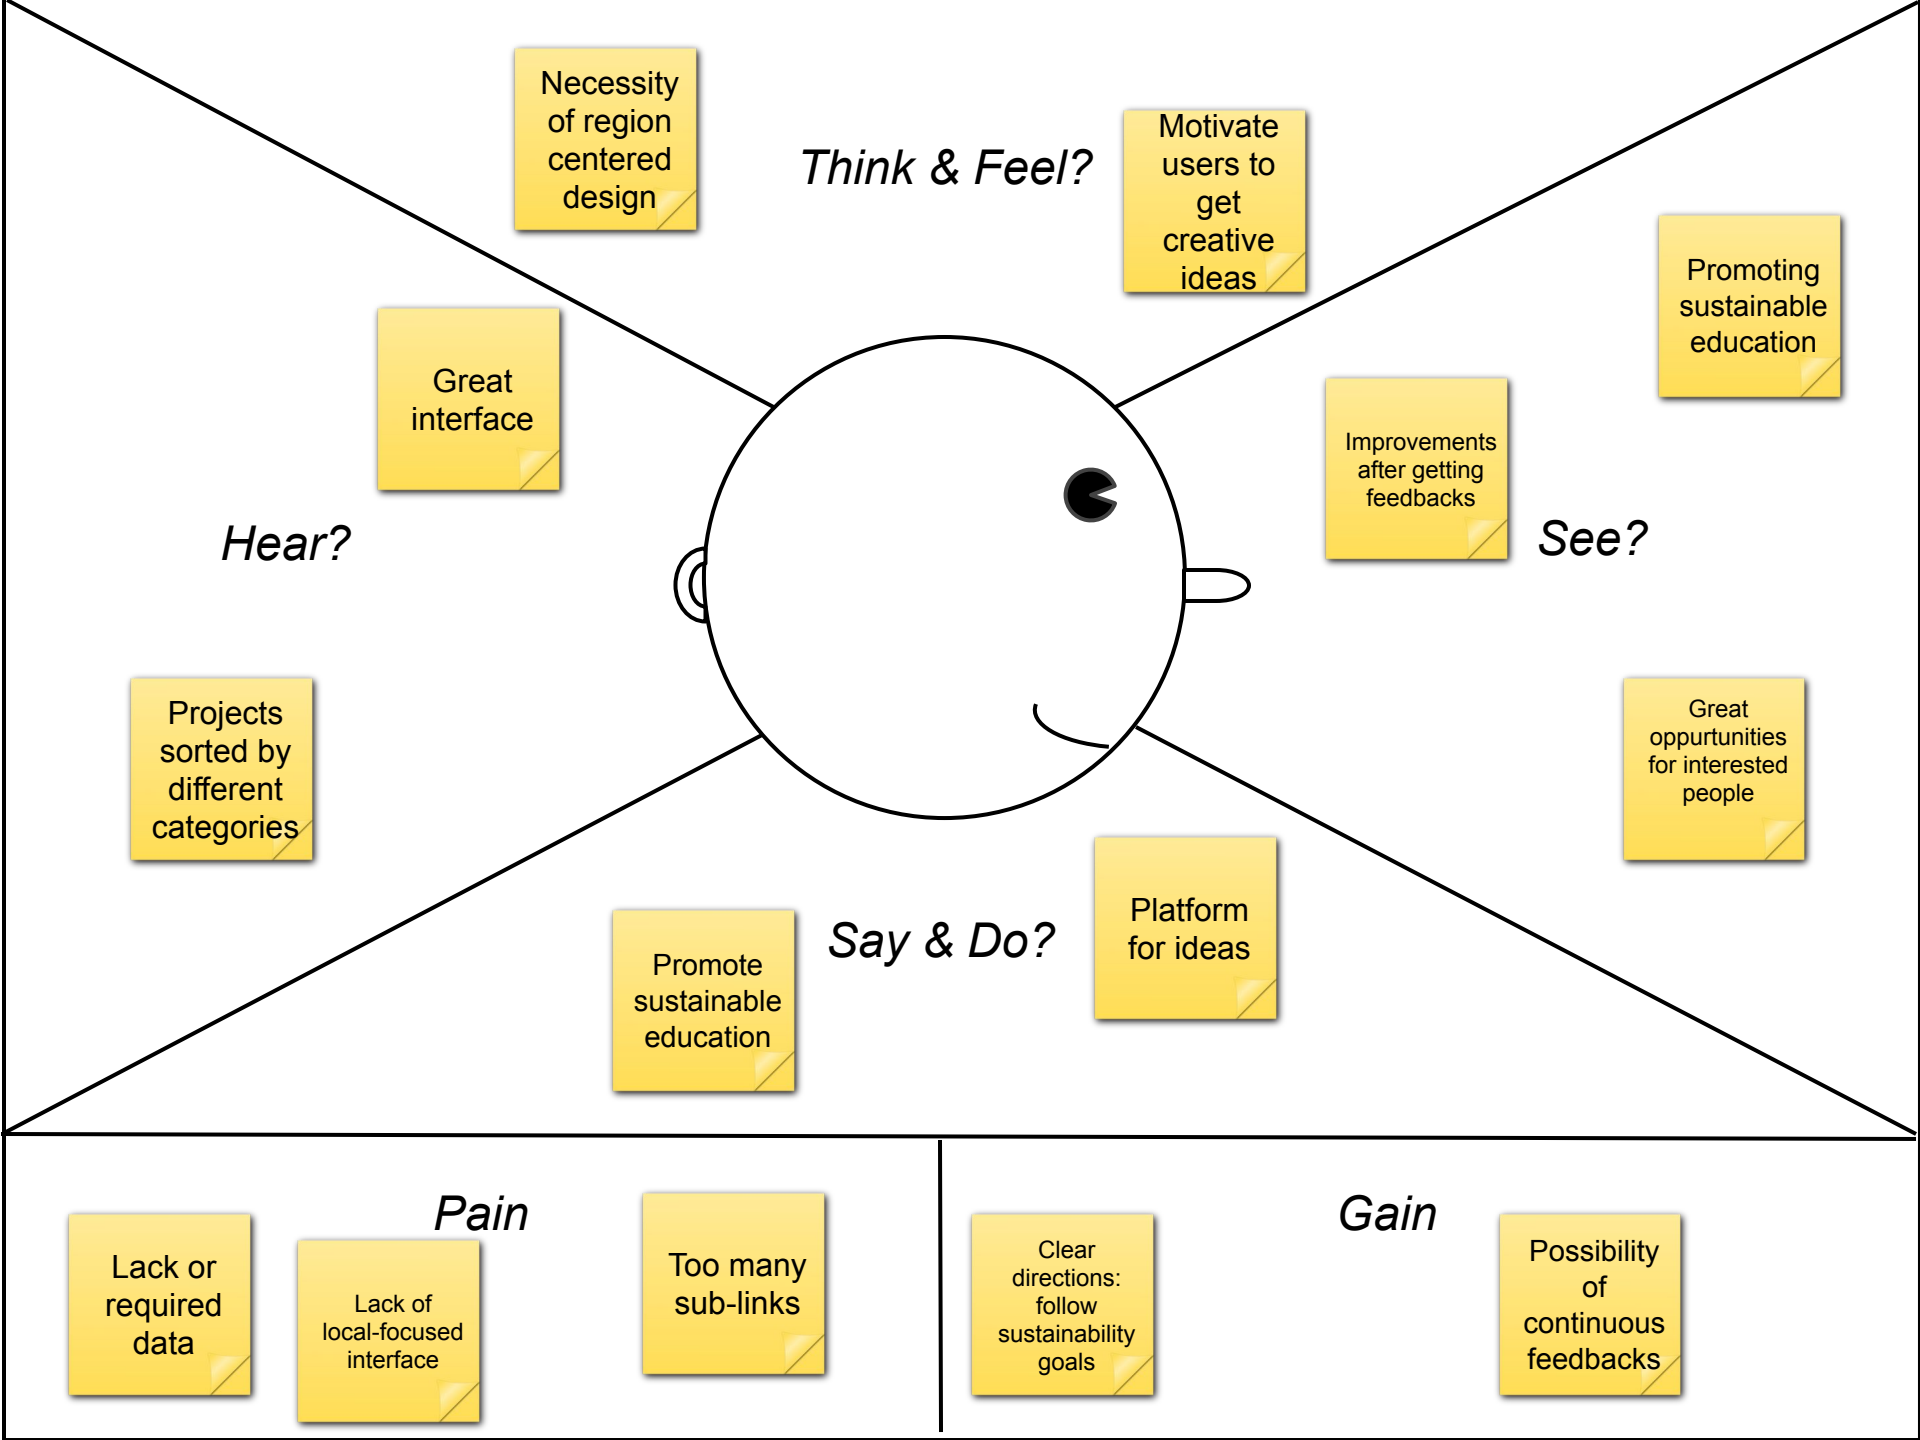 Necessity
of region
centered
design
Think & Feel?
Motivate
users to
get
creative
ideas
Promoting
sustainable
education
Great
interface
Improvements
after getting
feedbacks
Hear?
See?
Projects
sorted by
different
categories
Great
oppurtunities
for interested
people
Say & Do?
Platform
for ideas
Promote
sustainable
education
Pain
Lack or
required
data
Lack of
local-focused
interface
Too many
sub-links
Gain
Clear
directions:
follow
sustainability
goals
Possibility
of
continuous
feedbacks